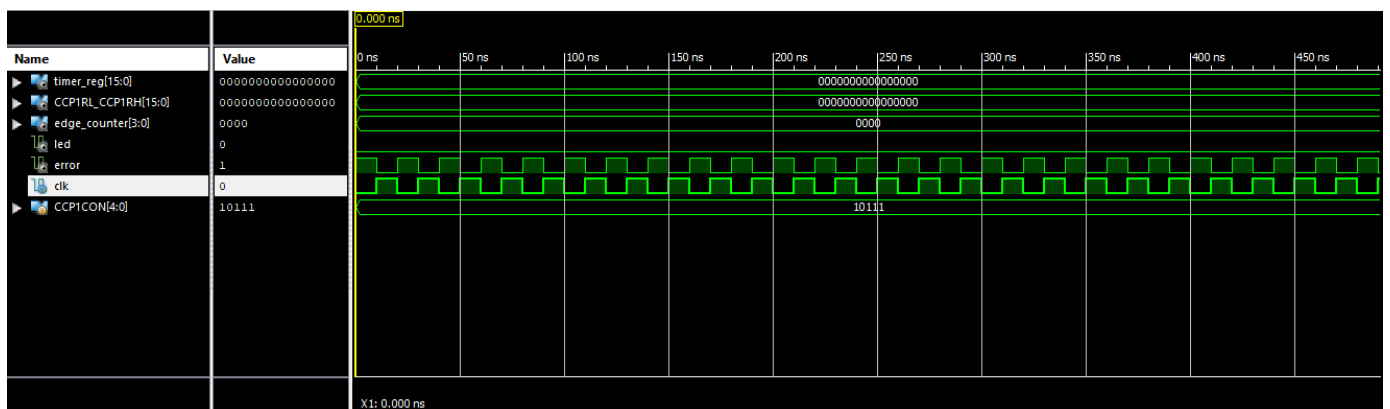 0.000 ns
Name Value 0 ns 50 ns 100 ns 150 ns 200 ns 250 ns 300 ns 350 ns 400 ns 450 ns
timer_reg[15:0] 0000000000000000 0000000000000000
CCP1RL_CCP1RH[15:0] 0000000000000000 0000000000000000
edge_counter[3:0] 0000 0000
led 0
error 1
clk 0
CCP1CON[4:0] 10111 10111
X1: 0.000 ns